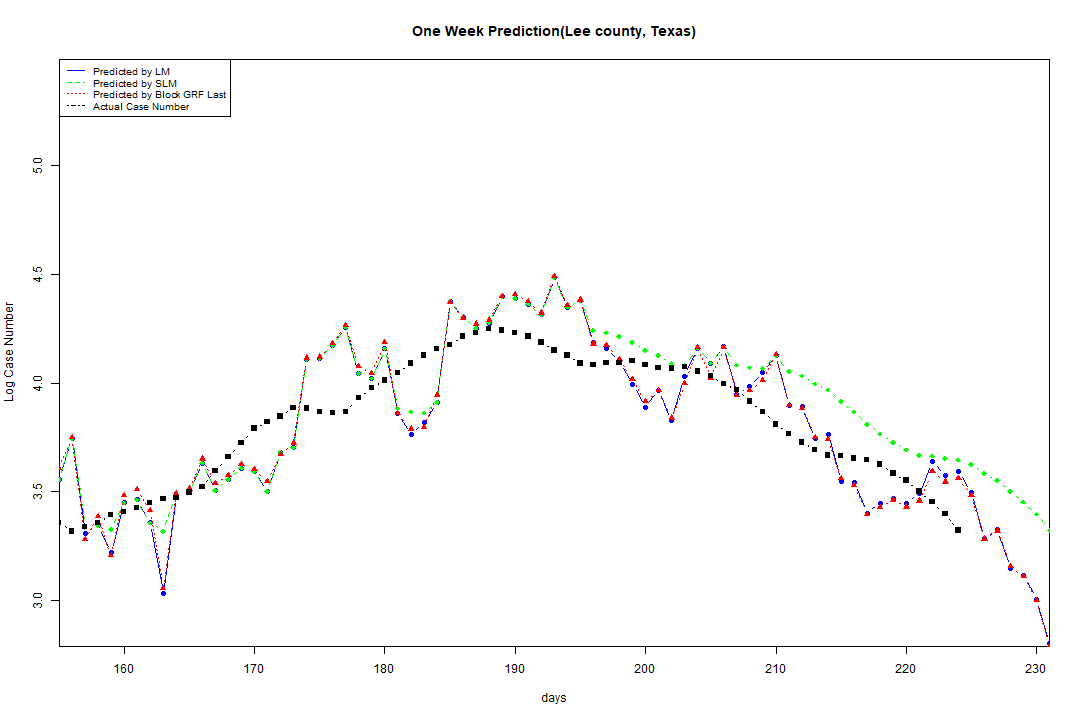 One Week Prediction(Lee county, Texas)
Predicted by LM
Predicted by SLM
Predicted by Block GRF Last
Actual Case Number
5.0
4.5
4.0
3.5
3.0
Log Case Number
160 170 180 190 200 210 220 230
days